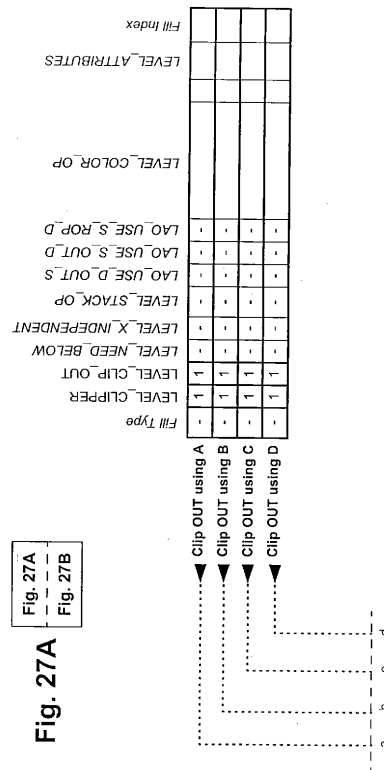 Fig. 27A
Fig. 27A
Fig. 27B
Fill Type
LEVEL_CLIPPER
LEVEL_CLIP_OUT
LEVEL_NEED_BELOW
LEVEL_X_INDEPENDENT
LEVEL_STACK_OP
LAO_USE_D_OUT_S
LAO_USE_S_OUT_D
LAO_USE_S_ROP_D
LEVEL_COLOR_OP
LEVEL_ATTRIBUTES
Fill Index
Clip OUT using A - 1 1 - - - - - -
Clip OUT using B - 1 1 - - - - - -
Clip OUT using C - 1 1 - - - - - -
Clip OUT using D - 1 1 - - - - - -